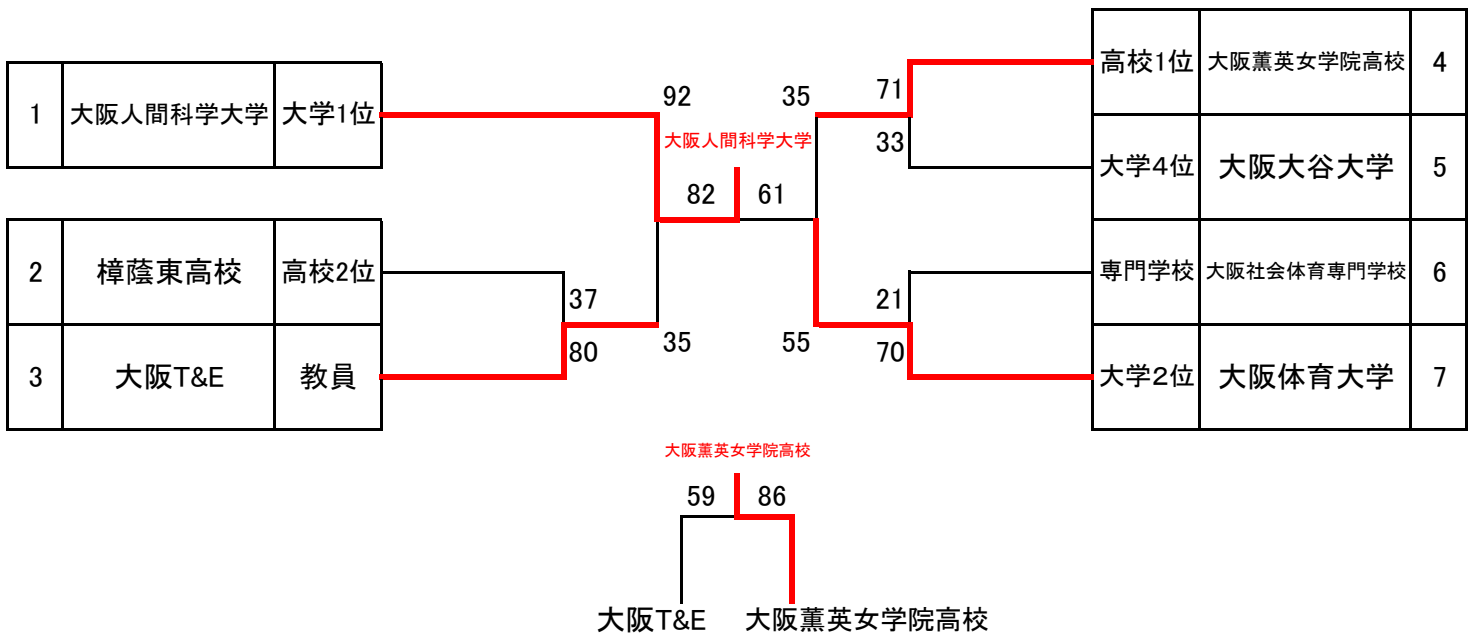 1 大阪人間科学大学 大学1位
2 樟蔭東高校 高校2位
3 大阪T&E 教員
92
35
71
33
大阪人間科学大学
82 61
37
80
35
55
21
70
高校1位 大阪薫英女学院高校 4
大学4位 大阪大谷大学 5
専門学校 大阪社会体育専門学校 6
大学2位 大阪体育大学 7
大阪薫英女学院高校
59 86
大阪T&E 大阪薫英女学院高校